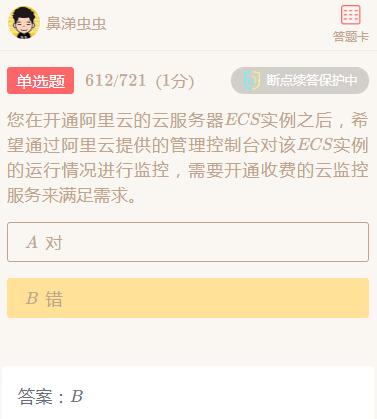 鼻涕虫虫
答题卡
单选题 612/721 (1分) 断点续答保护中
您在开通阿里云的云服务器ECS实例之后，希
望通过阿里云提供的管理控制台对该ECS实例
的运行情况进行监控，需要开通收费的云监控
服务来满足需求。
A 对
B 错
答案：B